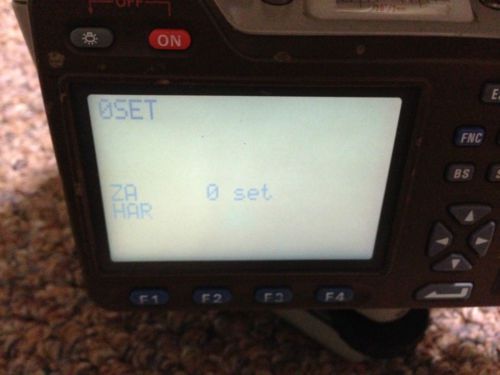 OFF
ON
0SET
ZA 0 set
HAR
FNC
BS
F1 F2 F3 F4